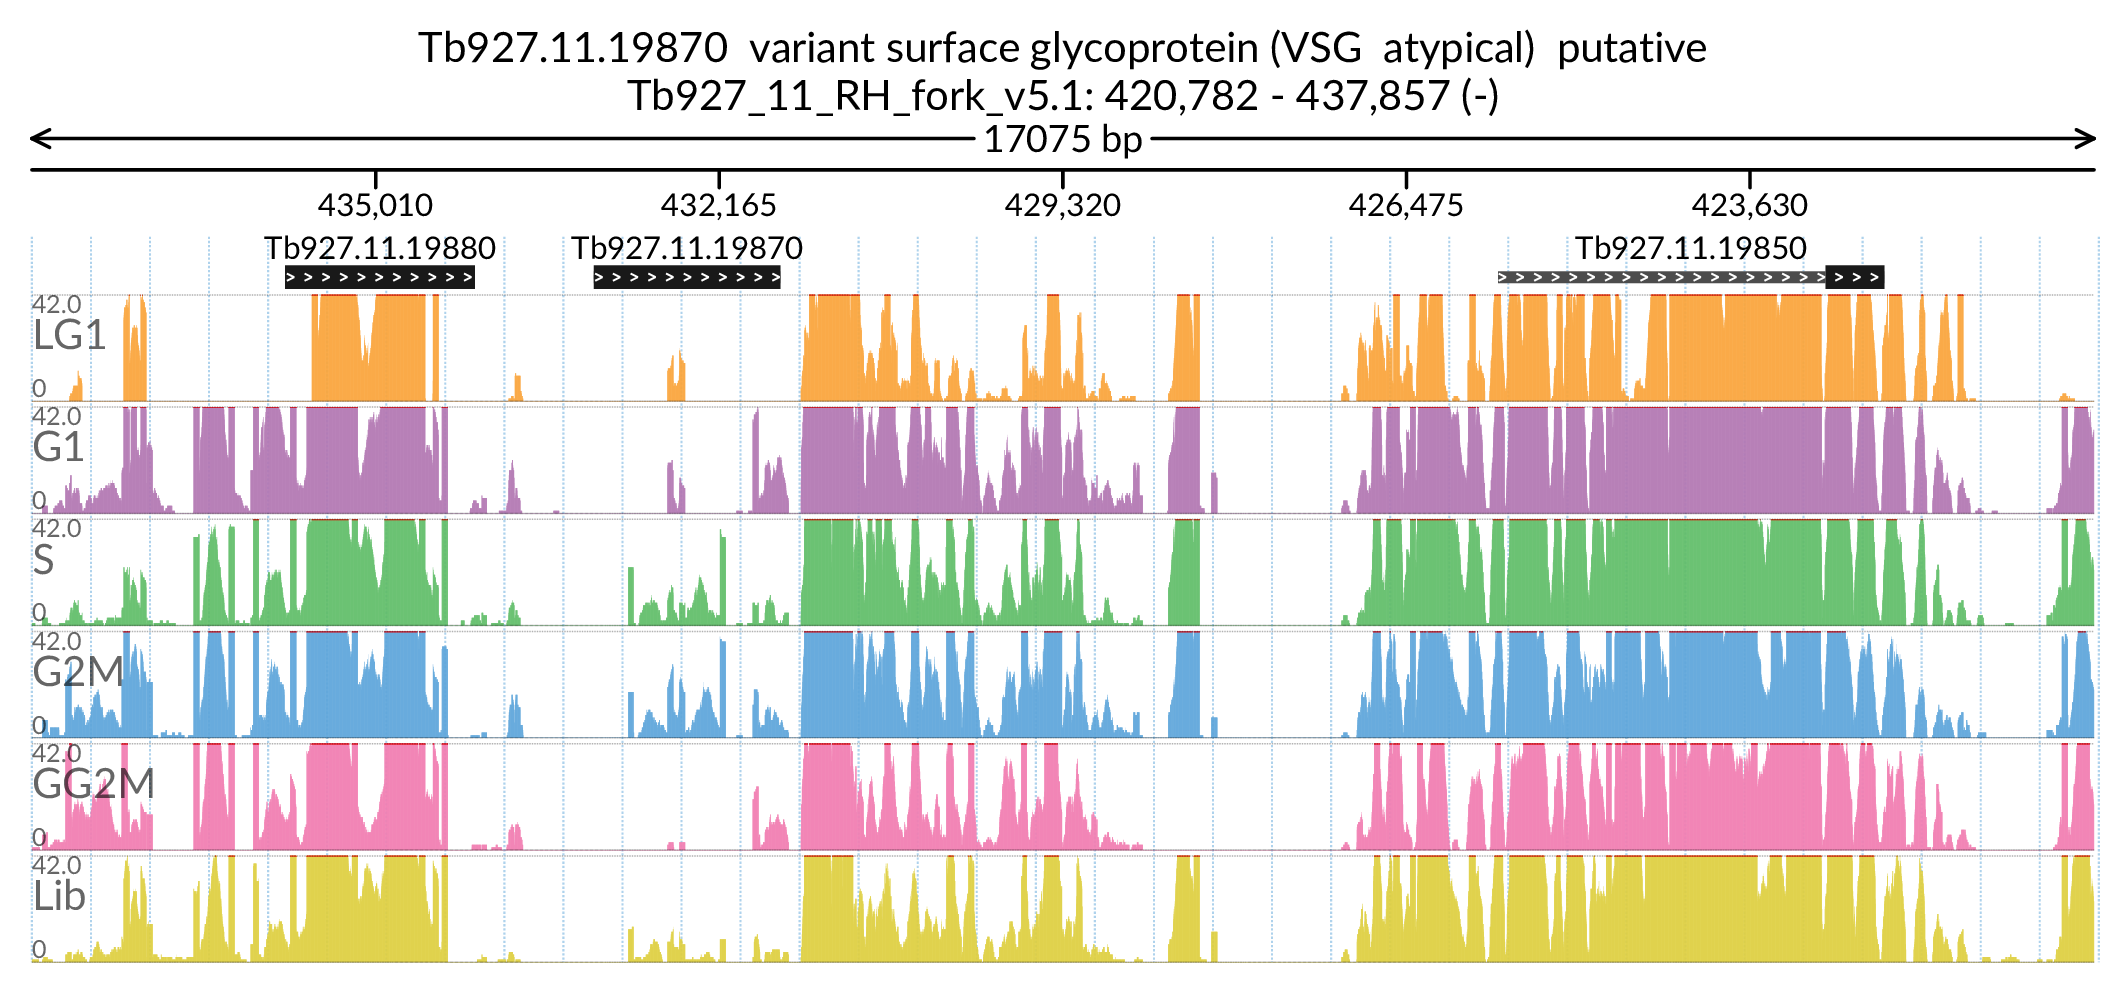 Tb927.11.19870 variant surface glycoprotein (VSG atypical) putative
Tb927_11_RH_fork_v5.1: 420,782 - 437,857 (-)
17075 bp
435,010 432,165 429,320 426,475 423,630
Tb927.11.19880 Tb927.11.19870 Tb927.11.19850
42.0
LG1
0
42.0
G1
0
42.0
S
0
42.0
G2M
0
42.0
GG2M
0
42.0
Lib
0